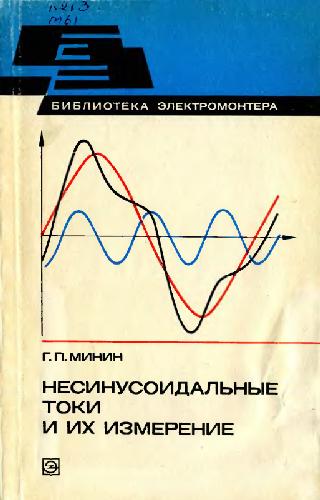 БИБЛИОТЕКА ЭЛЕКТРОМОНТЕРА
Г. П. МИНИН
НЕСИНУСОИДАЛЬНЫЕ
ТОКИ
И ИХ ИЗМЕРЕНИЕ